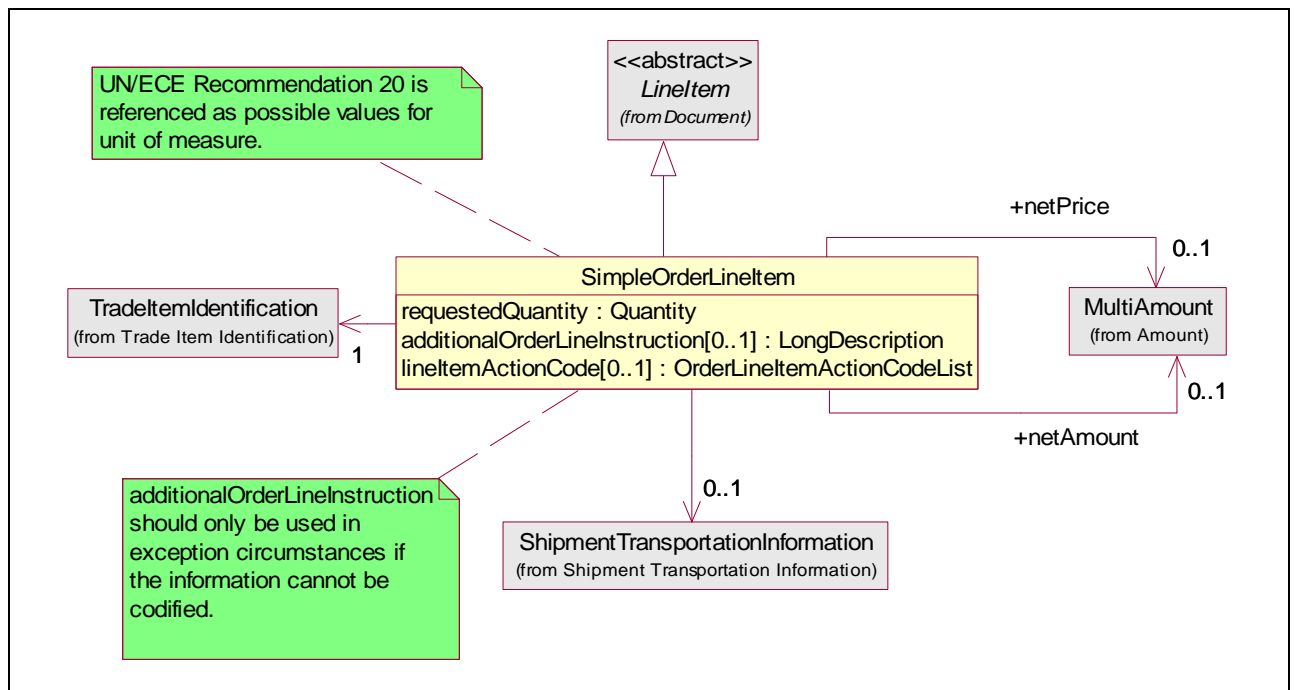 <<abstract>>
LineItem
(from Document)
UN/ECE Recommendation 20 is
referenced as possible values for
unit of measure.
+netPrice
0..1
SimpleOrderLineItem
requestedQuantity : Quantity
additionalOrderLineInstruction[0..1] : LongDescription
lineItemActionCode[0..1] : OrderLineItemActionCodeList
TradeItemIdentification
(from Trade Item Identification)
1
MultiAmount
(from Amount)
0..1
+netAmount
0..1
additionalOrderLineInstruction
should only be used in
exception circumstances if
the information cannot be
codified.
ShipmentTransportationInformation
(from Shipment Transportation Information)